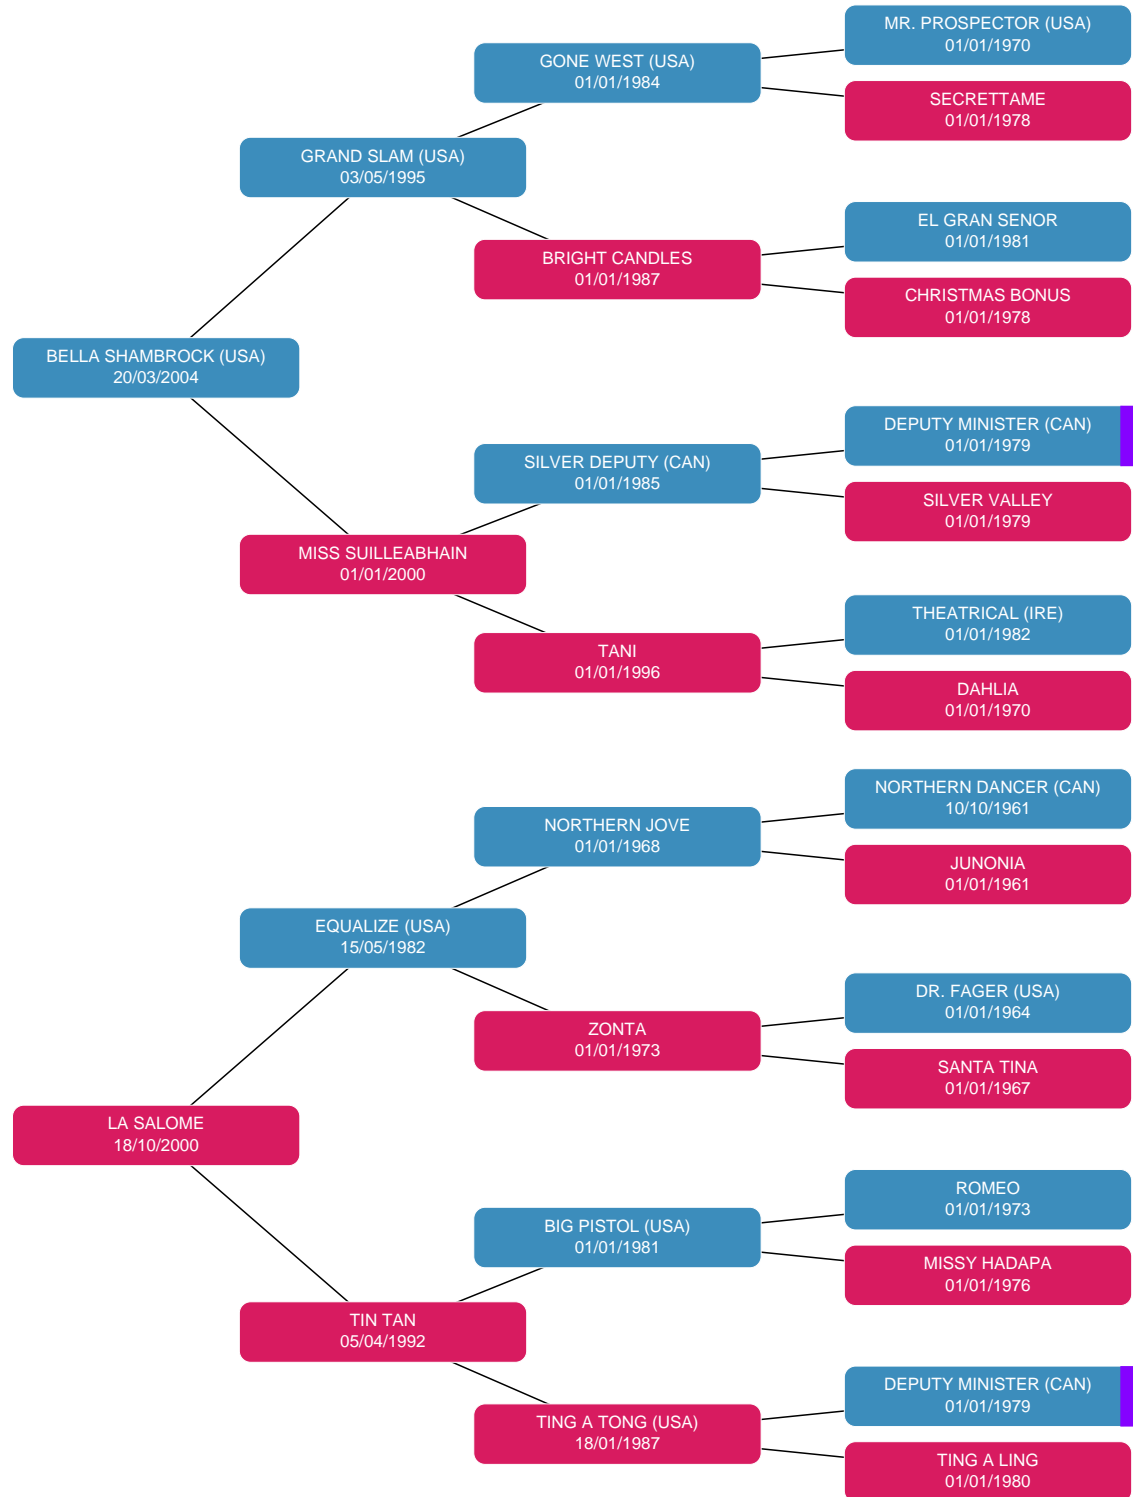 MR. PROSPECTOR (USA)
01/01/1970
GONE WEST (USA)
01/01/1984
SECRETTAME
01/01/1978
GRAND SLAM (USA)
03/05/1995
EL GRAN SENOR
01/01/1981
BRIGHT CANDLES
01/01/1987
CHRISTMAS BONUS
01/01/1978
BELLA SHAMBROCK (USA)
20/03/2004
DEPUTY MINISTER (CAN)
01/01/1979
SILVER DEPUTY (CAN)
01/01/1985
SILVER VALLEY
01/01/1979
MISS SUILLEABHAIN
01/01/2000
THEATRICAL (IRE)
01/01/1982
TANI
01/01/1996
DAHLIA
01/01/1970
NORTHERN DANCER (CAN)
10/10/1961
NORTHERN JOVE
01/01/1968
JUNONIA
01/01/1961
EQUALIZE (USA)
15/05/1982
DR. FAGER (USA)
01/01/1964
ZONTA
01/01/1973
SANTA TINA
01/01/1967
LA SALOME
18/10/2000
ROMEO
01/01/1973
BIG PISTOL (USA)
01/01/1981
MISSY HADAPA
01/01/1976
TIN TAN
05/04/1992
DEPUTY MINISTER (CAN)
01/01/1979
TING A TONG (USA)
18/01/1987
TING A LING
01/01/1980